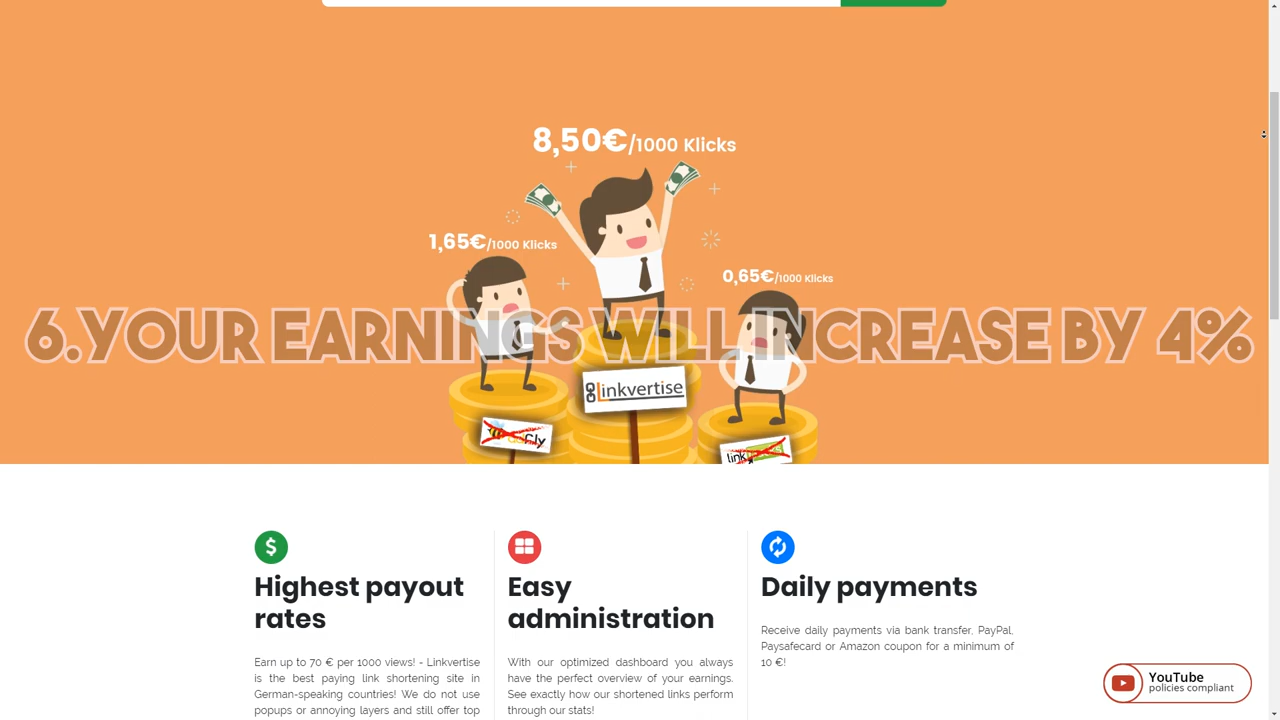 8,50€/1000 Klicks
1,65€/1000 Klicks
0,65€/1000 Klicks
6.YOUR EARNINGS WILL INCREASE BY 4%
Linkvertise
fly
link
Highest payout
rates
Earn up to 70 € per 1000 views! - Linkvertise
is the best paying link shortening site in
German-speaking countries! We do not use
popups or annoying layers and still offer top
Easy
administration
With our optimized dashboard you always
have the perfect overview of your earnings.
See exactly how our shortened links perform
through our stats!
Daily payments
Receive daily payments via bank transfer, PayPal,
Paysafecard or Amazon coupon for a minimum of
10 €!
YouTube
policies compliant